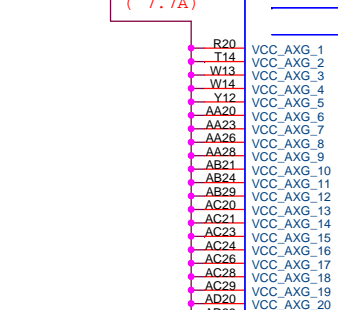 ( 7.7A)
R20 VCC_AXG_1
T14 VCC_AXG_2
W13 VCC_AXG_3
W14 VCC_AXG_4
Y12 VCC_AXG_5
AA20 VCC_AXG_6
AA23 VCC_AXG_7
AA26 VCC_AXG_8
AA28 VCC_AXG_9
AB21 VCC_AXG_10
AB24 VCC_AXG_11
AB29 VCC_AXG_12
AC20 VCC_AXG_13
AC21 VCC_AXG_14
AC23 VCC_AXG_15
AC24 VCC_AXG_16
AC26 VCC_AXG_17
AC28 VCC_AXG_18
AC29 VCC_AXG_19
AD20 VCC_AXG_20